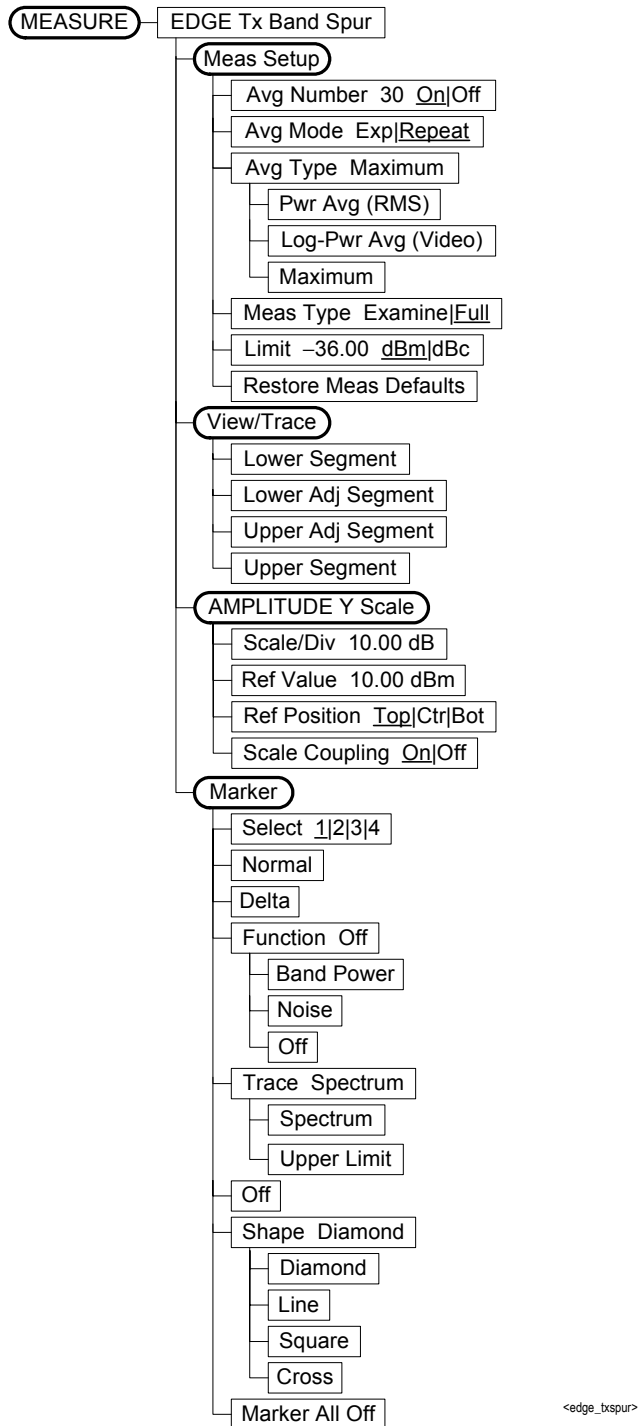 MEASURE EDGE Tx Band Spur
Meas Setup
Avg Number 30 On|Off
Avg Mode Exp|Repeat
Avg Type Maximum
Pwr Avg (RMS)
Log-Pwr Avg (Video)
Maximum
Meas Type Examine|Full
Limit –36.00 dBm|dBc
Restore Meas Defaults
View/Trace
Lower Segment
Lower Adj Segment
Upper Adj Segment
Upper Segment
AMPLITUDE Y Scale
Scale/Div 10.00 dB
Ref Value 10.00 dBm
Ref Position Top|Ctr|Bot
Scale Coupling On|Off
Marker
Select 1|2|3|4
Normal
Delta
Function Off
Band Power
Noise
Off
Trace Spectrum
Spectrum
Upper Limit
Off
Shape Diamond
Diamond
Line
Square
Cross
Marker All Off
<edge_txspur>